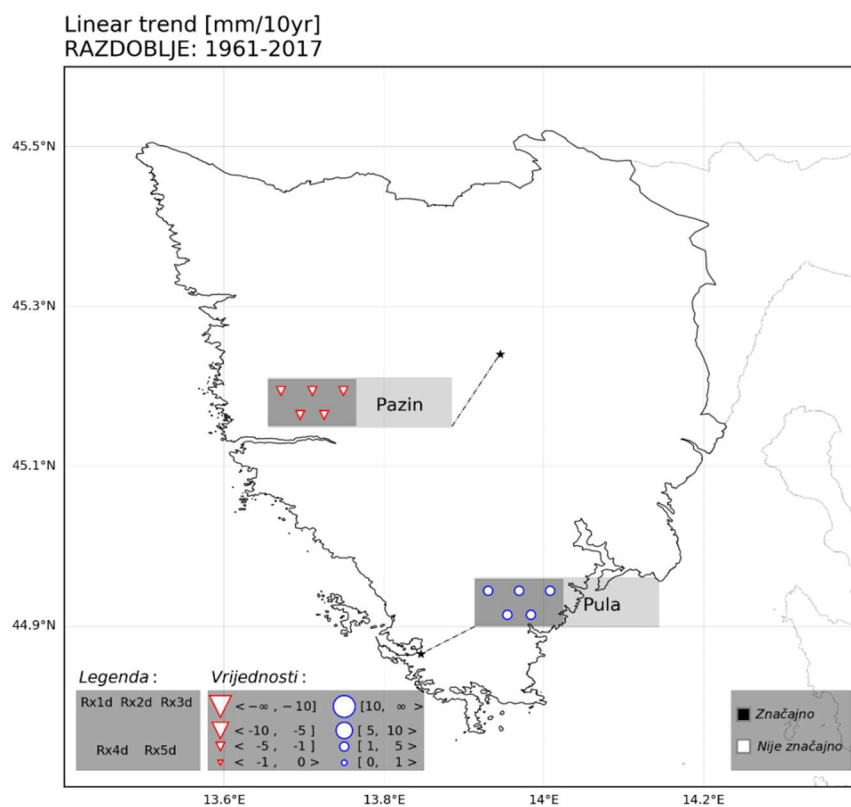 Linear trend [mm/10yr]
RAZDOBLJE: 1961-2017
45.5°N
45.3°N
45.1°N
44.9°N
Pazin
Pula
Legenda :
Rx1d Rx2d Rx3d
Rx4d Rx5d
Vrijednosti :
< −∞ , −10]
< -10 , -5 ]
< -5 , -1 ]
< -1 , 0 >
[10, ∞ >
[ 5, 10 >
[ 1, 5 >
[ 0, 1 >
Značajno
Nije značajno
13.6°E 13.8°E 14°E 14.2°E